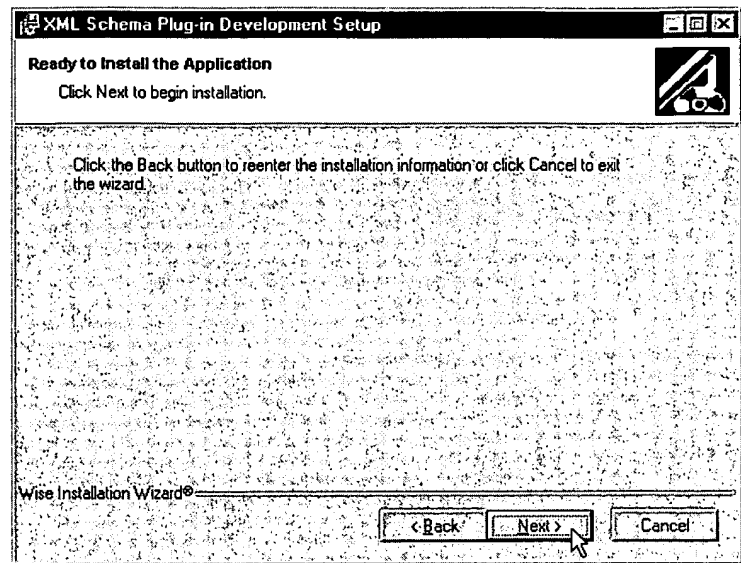 XML Schema Plug-in Development Setup
Ready to Install the Application
Click Next to begin installation.
Click the Back button to reenter the installation information or click Cancel to exit
the wizard.
Wise Installation Wizard®
< Back Next > Cancel